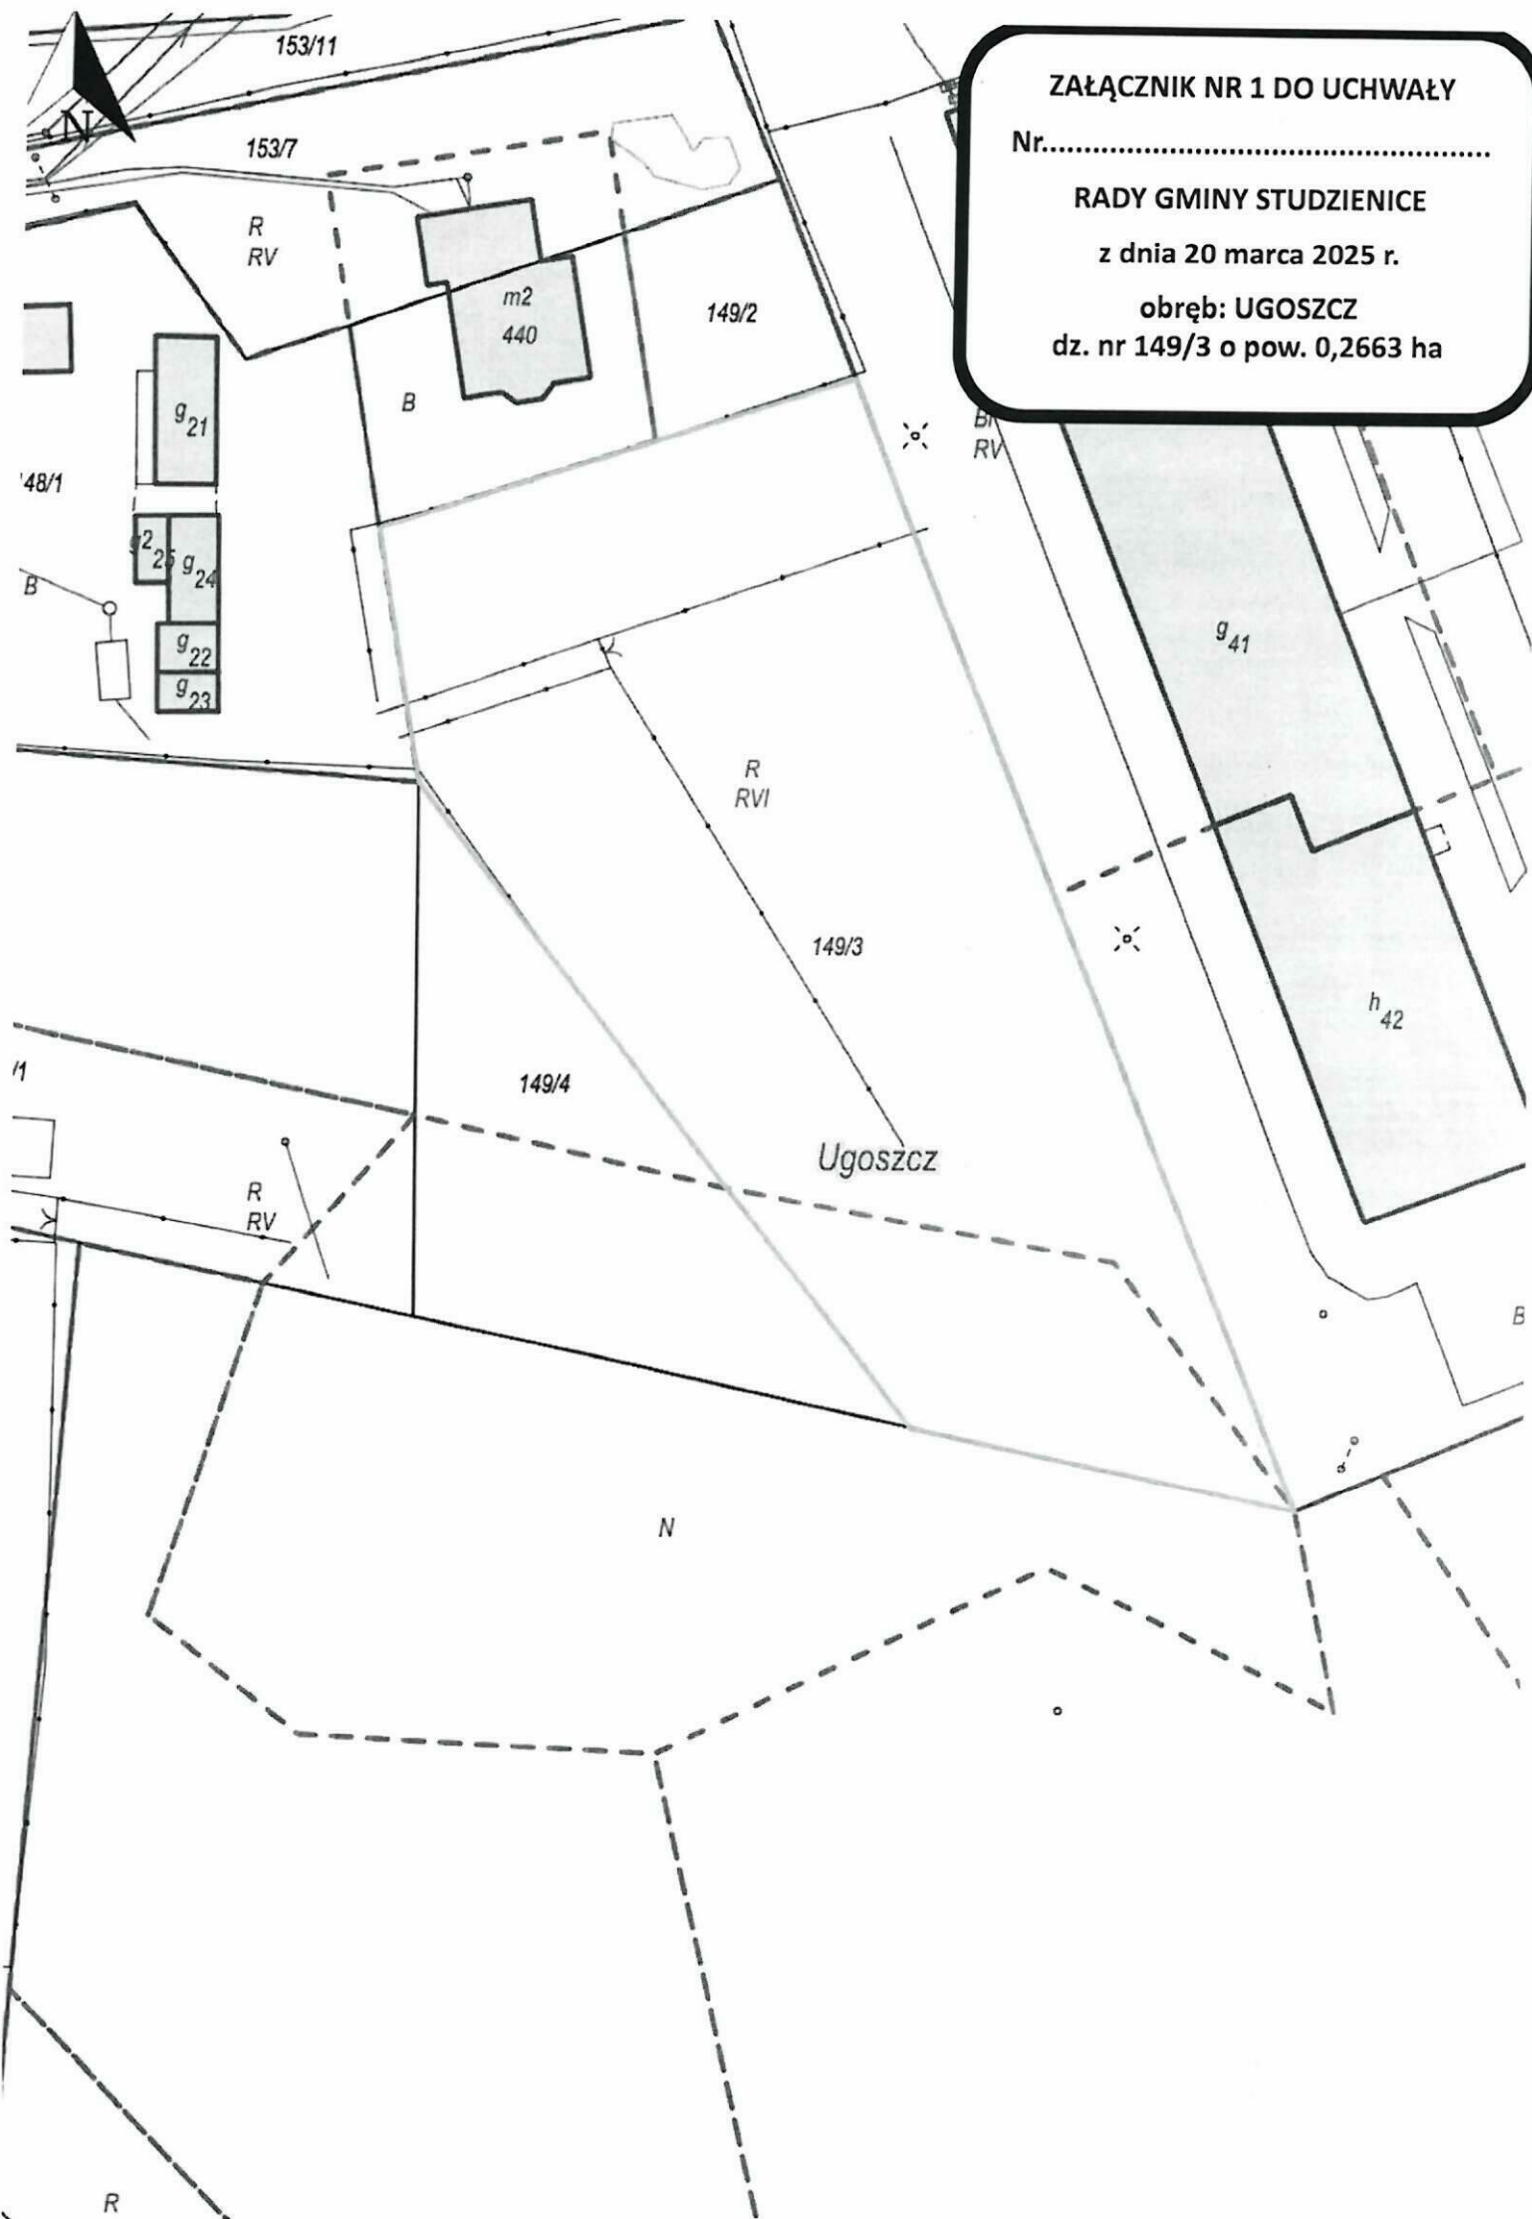 153/11
ZAŁĄCZNIK NR 1 DO UCHWAŁY
Nr..........................................................
RADY GMINY STUDZIENICE
z dnia 20 marca 2025 r.
obręb: UGOSZCZ
dz. nr 149/3 o pow. 0,2663 ha
N
153/7
R
RV
m2
440
149/2
B
g21
RV
48/1
g24
B
g22
g23
g41
R
RVI
149/3
h42
/1
149/4
Ugoszcz
R
RV
B
N
R